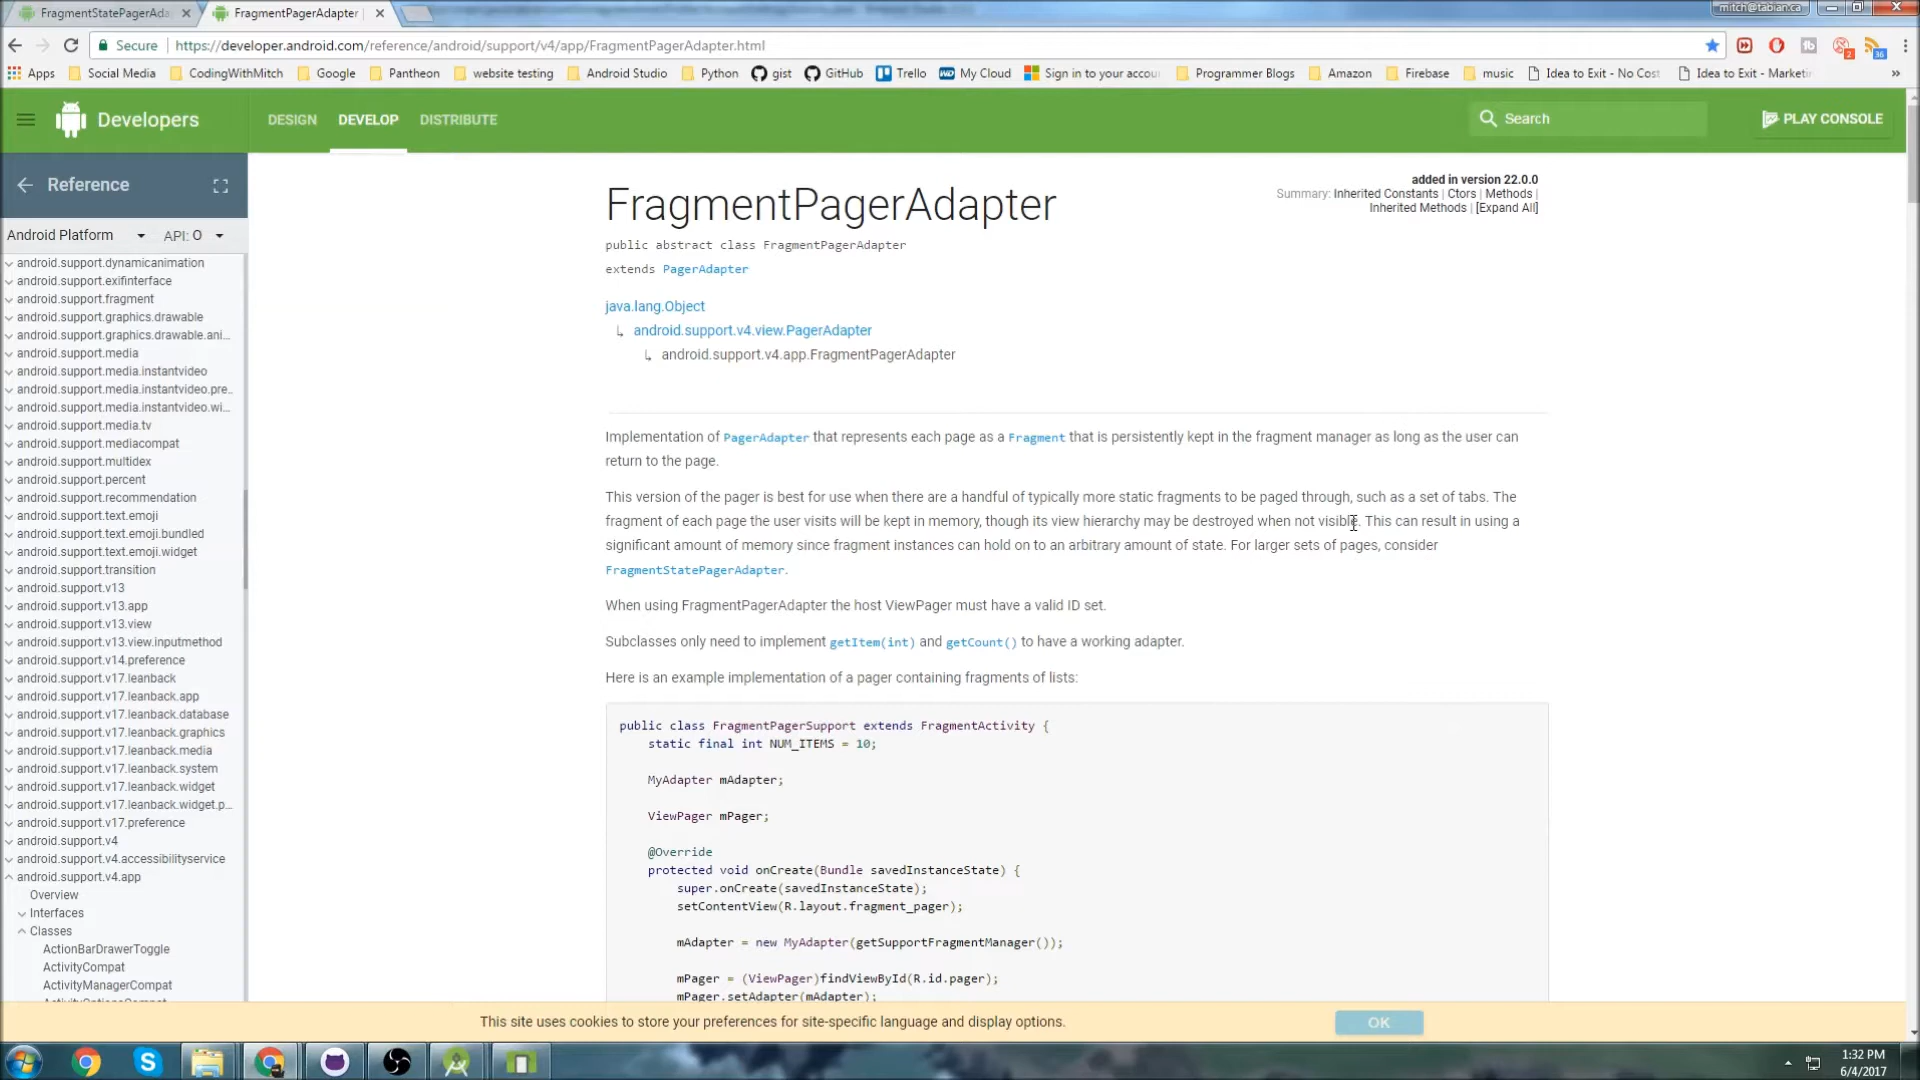 FragmentStatePagerAda
FragmentPagerAdapter |
mitch@tabian.ca
Secure | https://developer.android.com/reference/android/support/v4/app/FragmentPagerAdapter.html
Apps Social Media CodingWithMitch Google Pantheon website testing Android Studio Python gist GitHub Trello My Cloud Sign in to your accou Programmer Blogs Amazon Firebase music Idea to Exit - No Cost Idea to Exit - Marketi »
Developers DESIGN DEVELOP DISTRIBUTE Search PLAY CONSOLE
Reference
Android Platform API: O
android.support.dynamicanimation
android.support.exifinterface
android.support.fragment
android.support.graphics.drawable
android.support.graphics.drawable.ani...
android.support.media
android.support.media.instantvideo
android.support.media.instantvideo.pre..
android.support.media.instantvideo.wi...
android.support.media.tv
android.support.mediacompat
android.support.multidex
android.support.percent
android.support.recommendation
android.support.text.emoji
android.support.text.emoji.bundled
android.support.text.emoji.widget
android.support.transition
android.support.v13
android.support.v13.app
android.support.v13.view
android.support.v13.view.inputmethod
android.support.v14.preference
android.support.v17.leanback
android.support.v17.leanback.app
android.support.v17.leanback.database
android.support.v17.leanback.graphics
android.support.v17.leanback.media
android.support.v17.leanback.system
android.support.v17.leanback.widget
android.support.v17.leanback.widget.p...
android.support.v17.preference
android.support.v4
android.support.v4.accessibilityservice
android.support.v4.app
Overview
Interfaces
Classes
ActionBarDrawerToggle
ActivityCompat
ActivityManagerCompat
FragmentPagerAdapter
added in version 22.0.0
Summary: Inherited Constants | Ctors | Methods |
Inherited Methods | [Expand All]
public abstract class FragmentPagerAdapter
extends PagerAdapter
java.lang.Object
↳ android.support.v4.view.PagerAdapter
↳ android.support.v4.app.FragmentPagerAdapter
Implementation of PagerAdapter that represents each page as a Fragment that is persistently kept in the fragment manager as long as the user can
return to the page.
This version of the pager is best for use when there are a handful of typically more static fragments to be paged through, such as a set of tabs. The
fragment of each page the user visits will be kept in memory, though its view hierarchy may be destroyed when not visible. This can result in using a
significant amount of memory since fragment instances can hold on to an arbitrary amount of state. For larger sets of pages, consider
FragmentStatePagerAdapter.
When using FragmentPagerAdapter the host ViewPager must have a valid ID set.
Subclasses only need to implement getItem(int) and getCount() to have a working adapter.
Here is an example implementation of a pager containing fragments of lists:
public class FragmentPagerSupport extends FragmentActivity {
static final int NUM_ITEMS = 10;
MyAdapter mAdapter;
ViewPager mPager;
@Override
protected void onCreate(Bundle savedInstanceState) {
super.onCreate(savedInstanceState);
setContentView(R.layout.fragment_pager);
mAdapter = new MyAdapter(getSupportFragmentManager());
mPager = (ViewPager)findViewById(R.id.pager);
mPager.setAdapter(mAdapter);
This site uses cookies to store your preferences for site-specific language and display options. OK
1:32 PM
6/4/2017